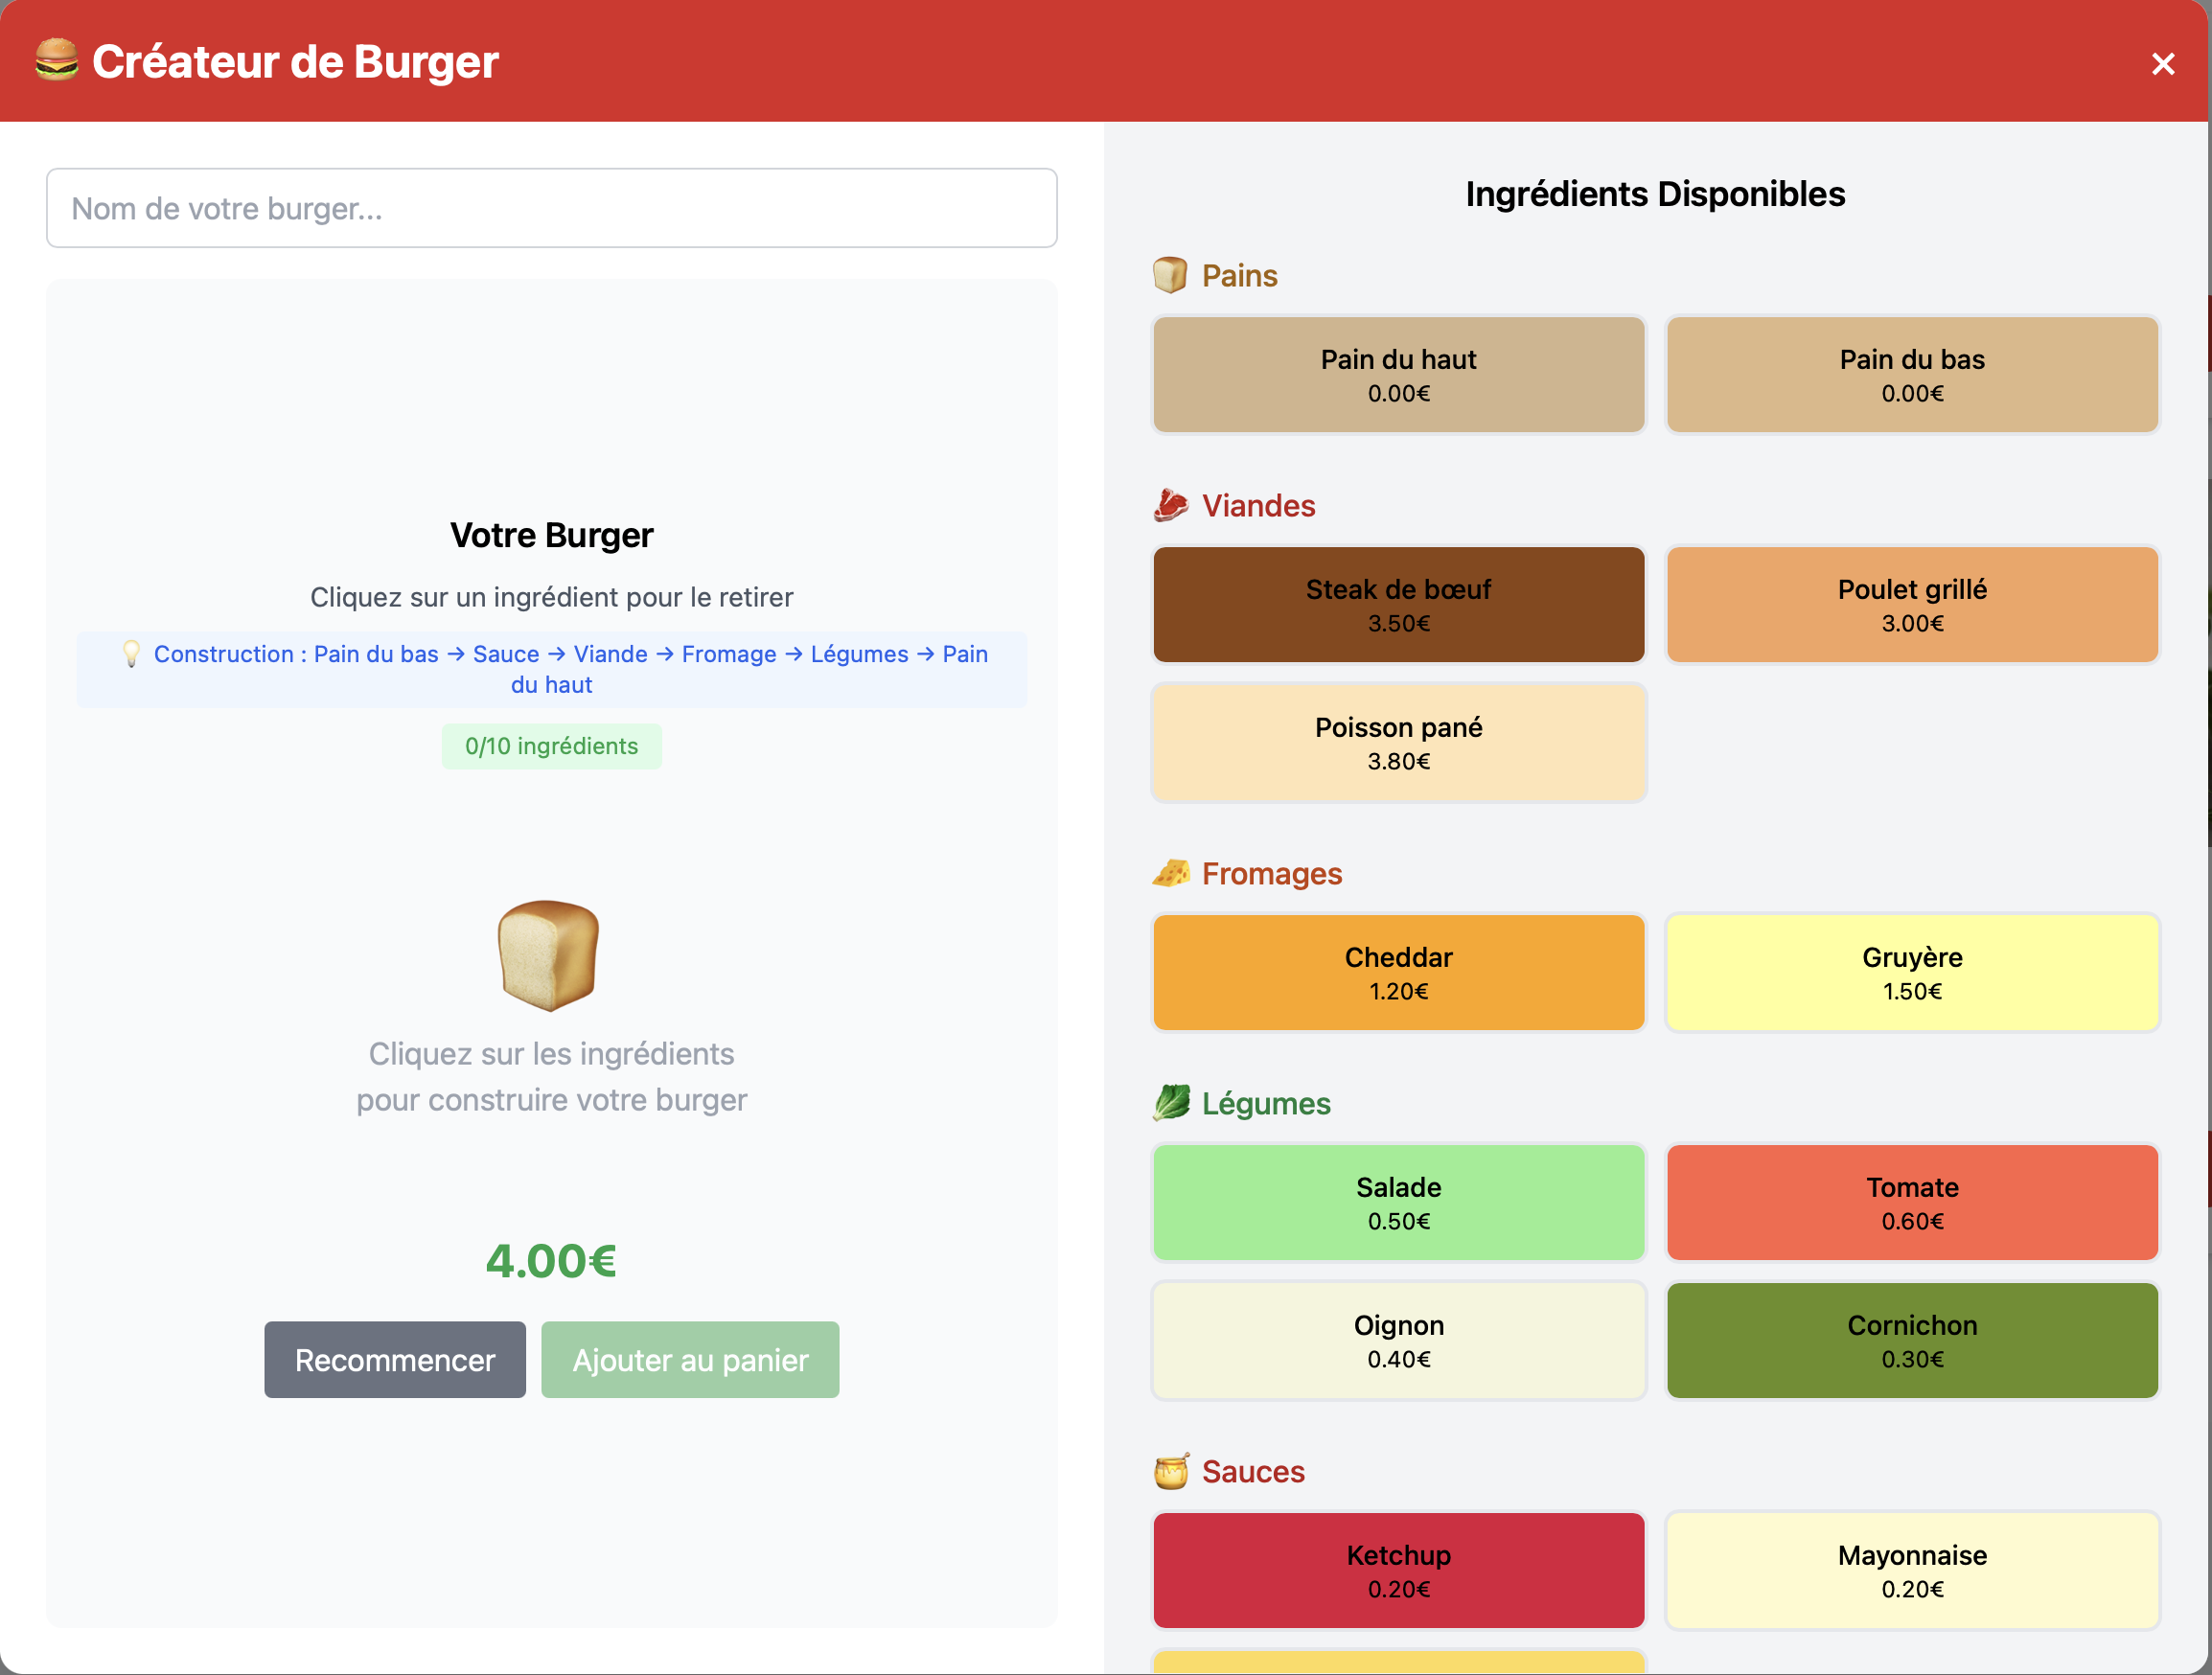 Créateur de Burger
×
Nom de votre burger...
Votre Burger
Cliquez sur un ingrédient pour le retirer
Construction : Pain du bas → Sauce → Viande → Fromage → Légumes → Pain
du haut
0/10 ingrédients
Cliquez sur les ingrédients
pour construire votre burger
4.00€
Recommencer
Ajouter au panier
Ingrédients Disponibles
Pains
Pain du haut
0.00€
Pain du bas
0.00€
Viandes
Steak de bœuf
3.50€
Poulet grillé
3.00€
Poisson pané
3.80€
Fromages
Cheddar
1.20€
Gruyère
1.50€
Légumes
Salade
0.50€
Tomate
0.60€
Oignon
0.40€
Cornichon
0.30€
Sauces
Ketchup
0.20€
Mayonnaise
0.20€